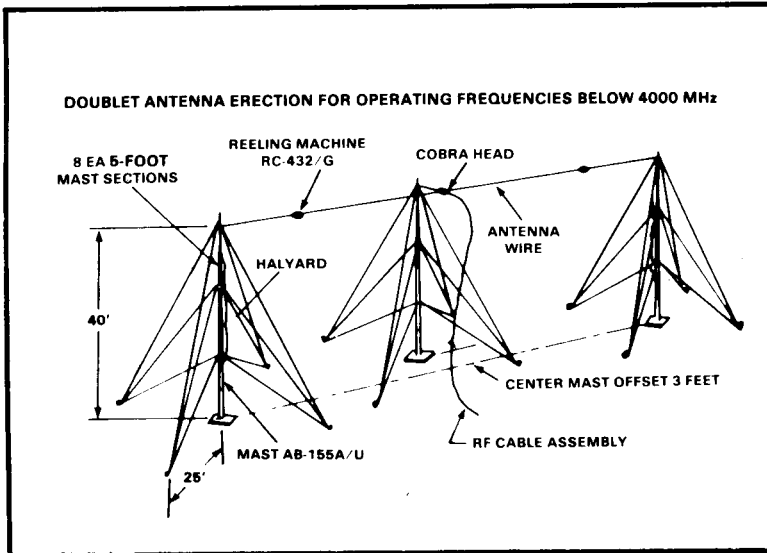 DOUBLET ANTENNA ERECTION FOR OPERATING FREQUENCIES BELOW 4000 MHz
8 EA 5-FOOT
MAST SECTIONS
REELING MACHINE
RC-432/G
COBRA HEAD
ANTENNA
WIRE
HALYARD
40'
CENTER MAST OFFSET 3 FEET
MAST AB-155A/U
RF CABLE ASSEMBLY
25'